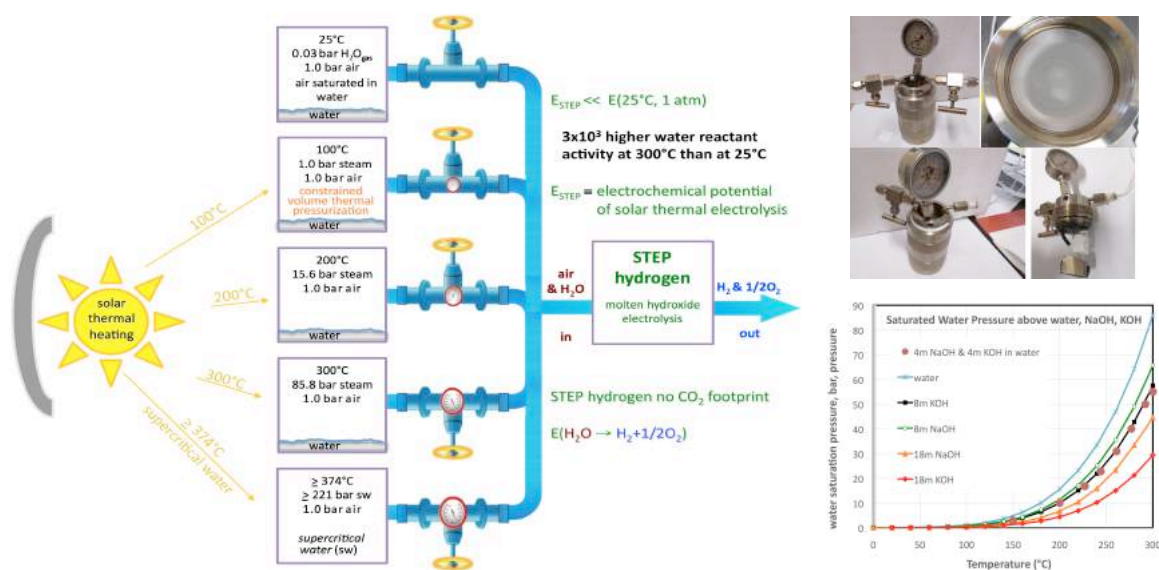 25°C
0.03 bar H₂Ogas
1.0 bar air
air saturated in
water
water
100°C
1.0 bar steam
1.0 bar air
constrained
volume thermal
pressurization
water
200°C
15.6 bar steam
1.0 bar air
water
300°C
85.8 bar steam
1.0 bar air
water
≥ 374°C
≥ 221 bar sw
1.0 bar air
supercritical
water (sw)
solar
thermal
heating
100°C
200°C
300°C
≥ 374°C
supercritical water
E_STEP << E(25°C, 1 atm)
3x10³ higher water reactant
activity at 300°C than at 25°C
E_STEP ≡ electrochemical potential
of solar thermal electrolysis
air
& H₂O
in
STEP
hydrogen
molten hydroxide
electrolysis
H₂ & 1/2O₂
out
STEP hydrogen no CO₂ footprint
E(H₂O → H₂+1/2O₂)
Saturated Water Pressure above water, NaOH, KOH
4m NaOH & 4m KOH in water
water
8m KOH
8m NaOH
18m NaOH
18m KOH
water saturation pressure, bar, presuure
90
80
70
60
50
40
30
20
10
0
0 50 100 150 200 250 300
Temperature (°C)